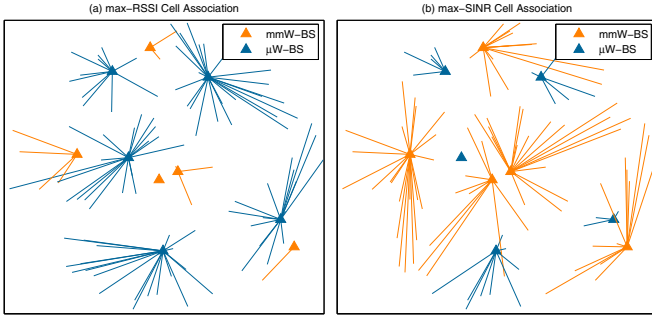 (a) max−RSSI Cell Association
mmW−BS
μW−BS
(b) max−SINR Cell Association
mmW−BS
μW−BS